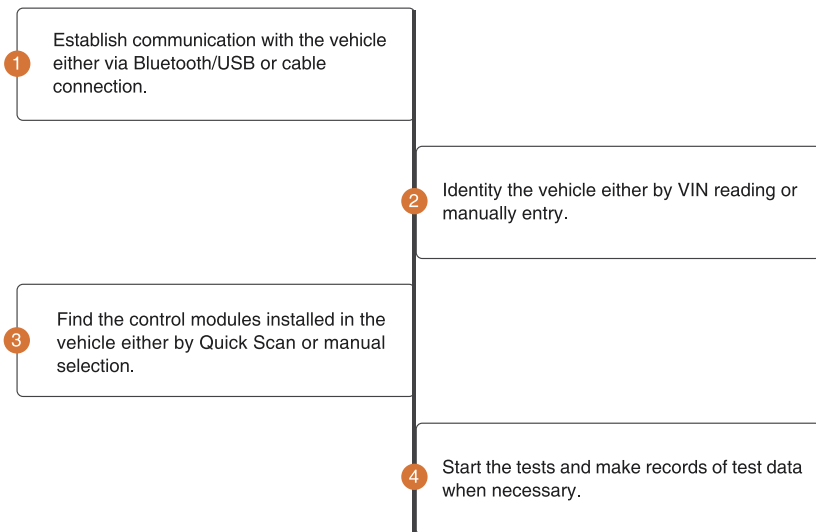 1
Establish communication with the vehicle
either via Bluetooth/USB or cable
connection.
2
Identity the vehicle either by VIN reading or
manually entry.
3
Find the control modules installed in the
vehicle either by Quick Scan or manual
selection.
4
Start the tests and make records of test data
when necessary.